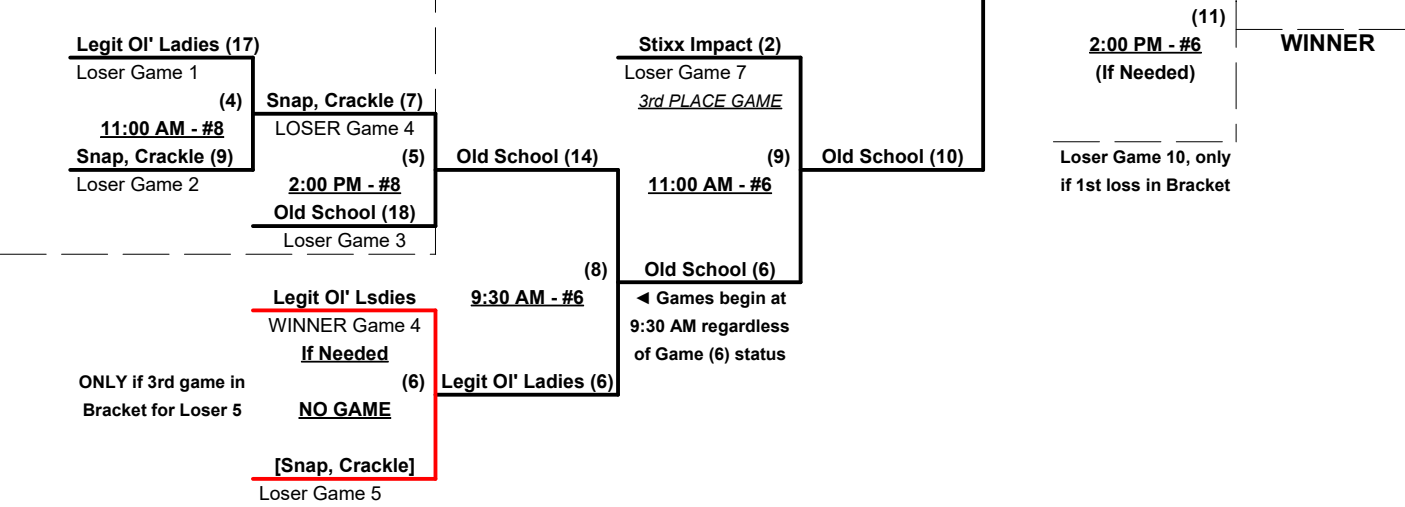 Legit Ol' Ladies (17)
Loser Game 1
(4)
11:00 AM - #8
Snap, Crackle (9)
Loser Game 2
Snap, Crackle (7)
LOSER Game 4
(5)
2:00 PM - #8
Old School (18)
Loser Game 3
Old School (14)
(8)
9:30 AM - #6
Legit Ol' Lsdies
WINNER Game 4
If Needed
ONLY if 3rd game in
Bracket for Loser 5
(6)
NO GAME
[Snap, Crackle]
Loser Game 5
Legit Ol' Ladies (6)
Stixx Impact (2)
Loser Game 7
3rd PLACE GAME
(9)
11:00 AM - #6
Old School (6)
◄ Games begin at
9:30 AM regardless
of Game (6) status
Old School (10)
(11)
2:00 PM - #6
(If Needed)
WINNER
Loser Game 10, only
if 1st loss in Bracket